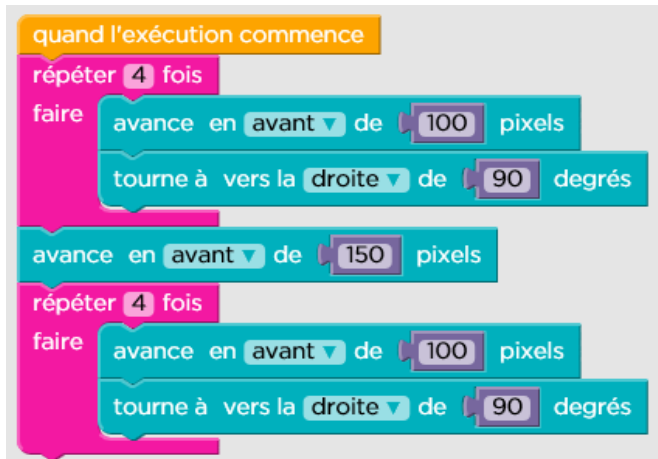 quand l'exécution commence
répéter 4 fois
faire
avance en avant de 100 pixels
tourne à vers la droite de 90 degrés
avance en avant de 150 pixels
répéter 4 fois
faire
avance en avant de 100 pixels
tourne à vers la droite de 90 degrés